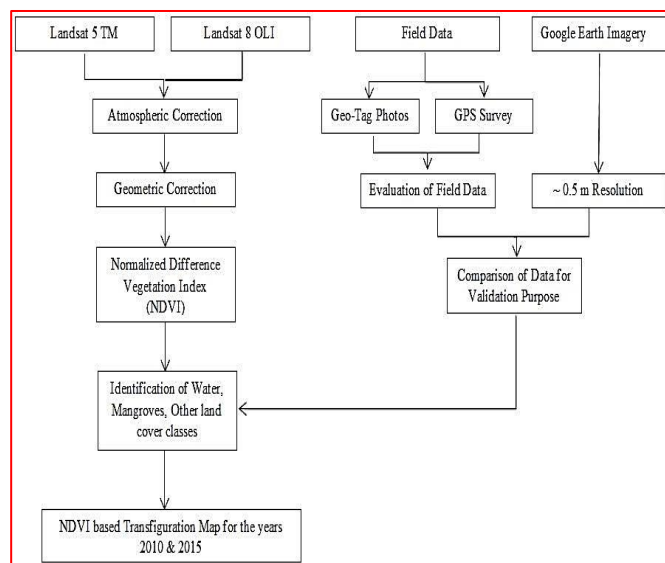 Landsat 5 TM
Landsat 8 OLI
Field Data
Google Earth Imagery
Atmospheric Correction
Geo-Tag Photos
GPS Survey
Geometric Correction
Evaluation of Field Data
~ 0.5 m Resolution
Normalized Difference
Vegetation Index
(NDVI)
Comparison of Data for
Validation Purpose
Identification of Water,
Mangroves, Other land
cover classes
NDVI based Transfiguration Map for the years
2010 & 2015